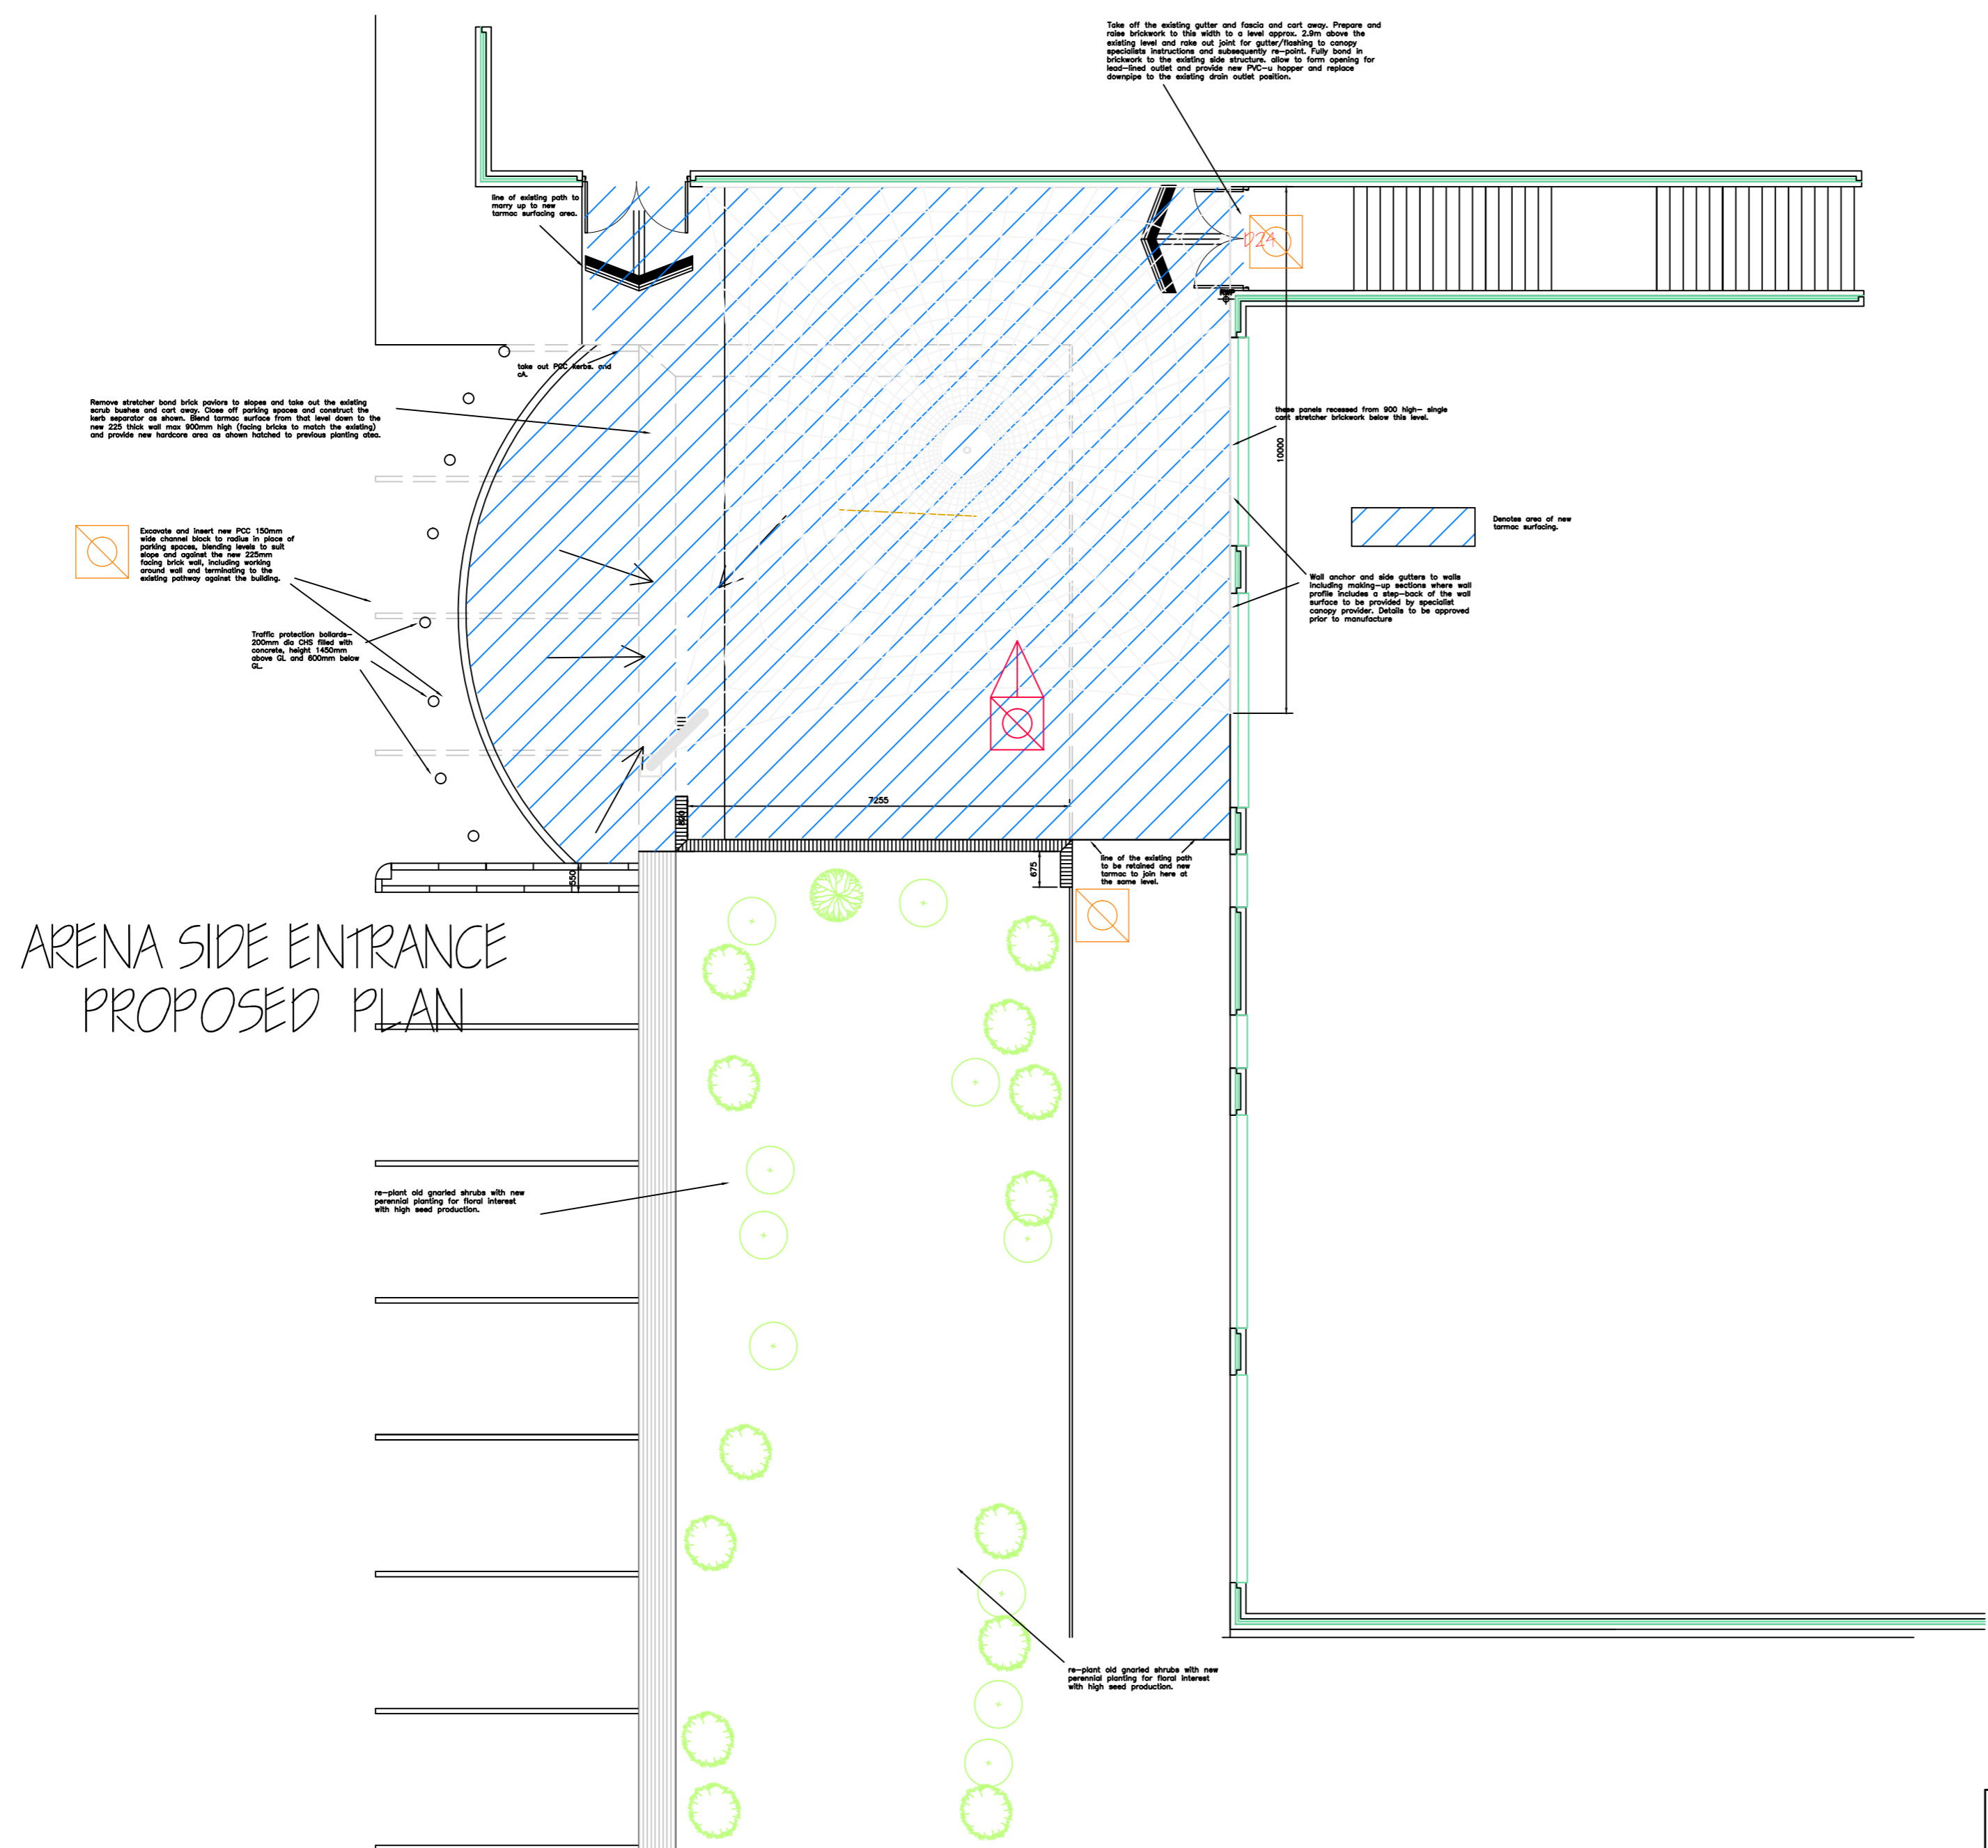 Take off the existing gutter and fascia and cart away. Prepare and
raise brickwork to this width to a level approx. 2.9m above the
existing level and rake out joint for gutter/flashing to canopy
specialists instructions and subsequently re-point. Fully bond in
brickwork to the existing side structure. allow to form opening for
lead-lined outlet and provide new PVC-u hopper and replace
downpipe to the existing drain outlet position.
line of existing path to
marry up to new
tarmac surfacing area.
D24
RWP
take out PCC kerbs. and
cA.
Remove stretcher bond brick paviors to slopes and take out the existing
scrub bushes and cart away. Close off parking spaces and construct the
kerb separator as shown. Blend tarmac surface from that level down to the
new 225 thick wall max 900mm high (facing bricks to match the existing)
and provide new hardcore area as ahown hatched to previous planting atea.
these panels recessed from 900 high- single
cant stretcher brickwork below this level.
10000
Excavate and insert new PCC 150mm
wide channel block to radius in place of
parking spaces, blending levels to suit
slope and against the new 225mm
facing brick wall, including working
around wall and terminating to the
existing pathway against the building.
Denotes area of new
tarmac surfacing.
Wall anchor and side gutters to walls
including making-up sections where wall
profile includes a step-back of the wall
surface to be provided by specialist
canopy provider. Details to be approved
prior to manufacture
Traffic protection bollards-
200mm dia CHS filled with
concrete, height 1450mm
above GL and 600mm below
GL.
7255
820
550
675
line of the existing path
to be retained and new
tarmac to join here at
the same level.
ARENA SIDE ENTRANCE
PROPOSED PLAN
re-plant old gnarled shrubs with new
perennial planting for floral interest
with high seed production.
re-plant old gnarled shrubs with new
perennial planting for floral interest
with high seed production.